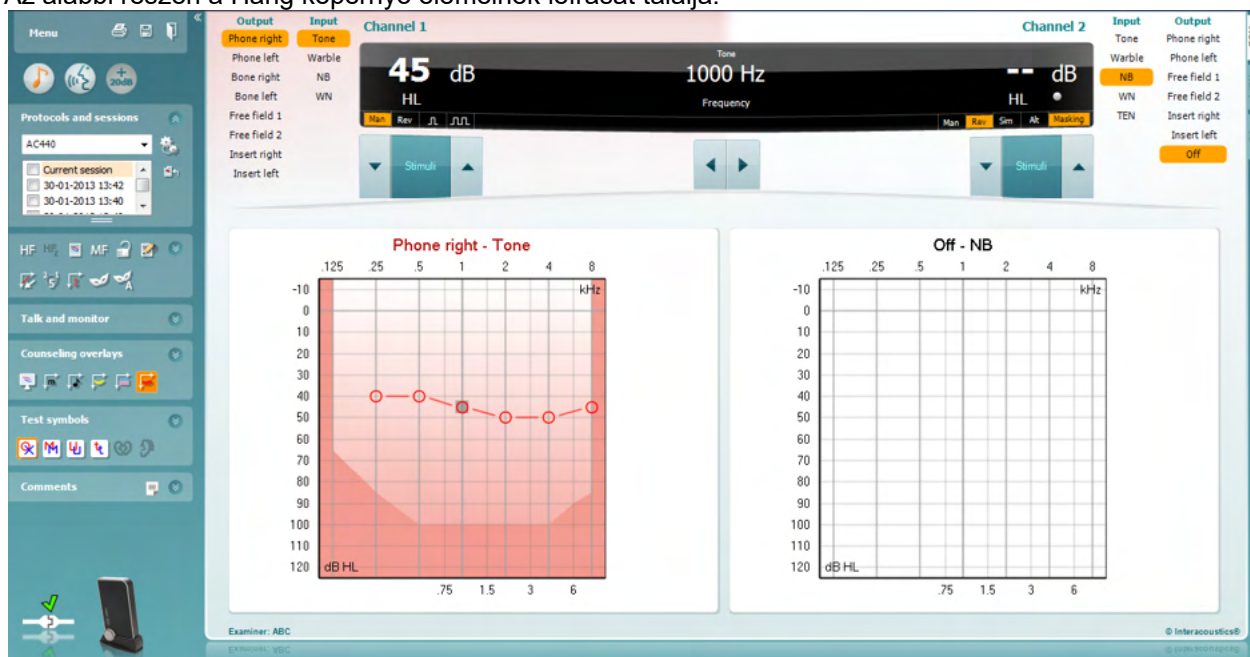 Az alábbi részen a Hang képernyő elemeinek leírását találja.
Menu
20dB
Protocols and sessions
AC440
Current session
30-01-2013 13:42
30-01-2013 13:40
HF
MF
Talk and monitor
Counseling overlays
Test symbols
Comments
Output Input Channel 1
Phone right Tone
Phone left Warble
Bone right NB
Bone left WN
Free field 1
Free field 2
Insert right
Insert left
45 dB
HL
Man Rev
Tone
1000 Hz
Frequency
-- dB
HL
Man Rev Sim Alt Masking
Stimuli
Stimuli
Channel 2 Input Output
Tone Phone right
Warble Phone left
NB Free field 1
WN Free field 2
TEN Insert right
Insert left
Off
Phone right - Tone
.125 .25 .5 1 2 4 8
kHz
-10
0
10
20
30
40
50
60
70
80
90
100
110
120
dB HL
.75 1.5 3 6
Off - NB
.125 .25 .5 1 2 4 8
kHz
-10
0
10
20
30
40
50
60
70
80
90
100
110
120
dB HL
.75 1.5 3 6
Examiner: ABC
© Interacoustics®